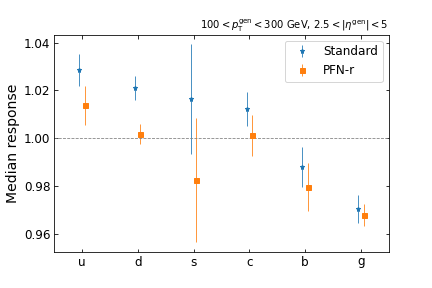 100 < p_T^gen < 300 GeV, 2.5 < |η^gen| < 5
Standard
PFN-r
Median response
1.04
1.02
1.00
0.98
0.96
u d s c b g